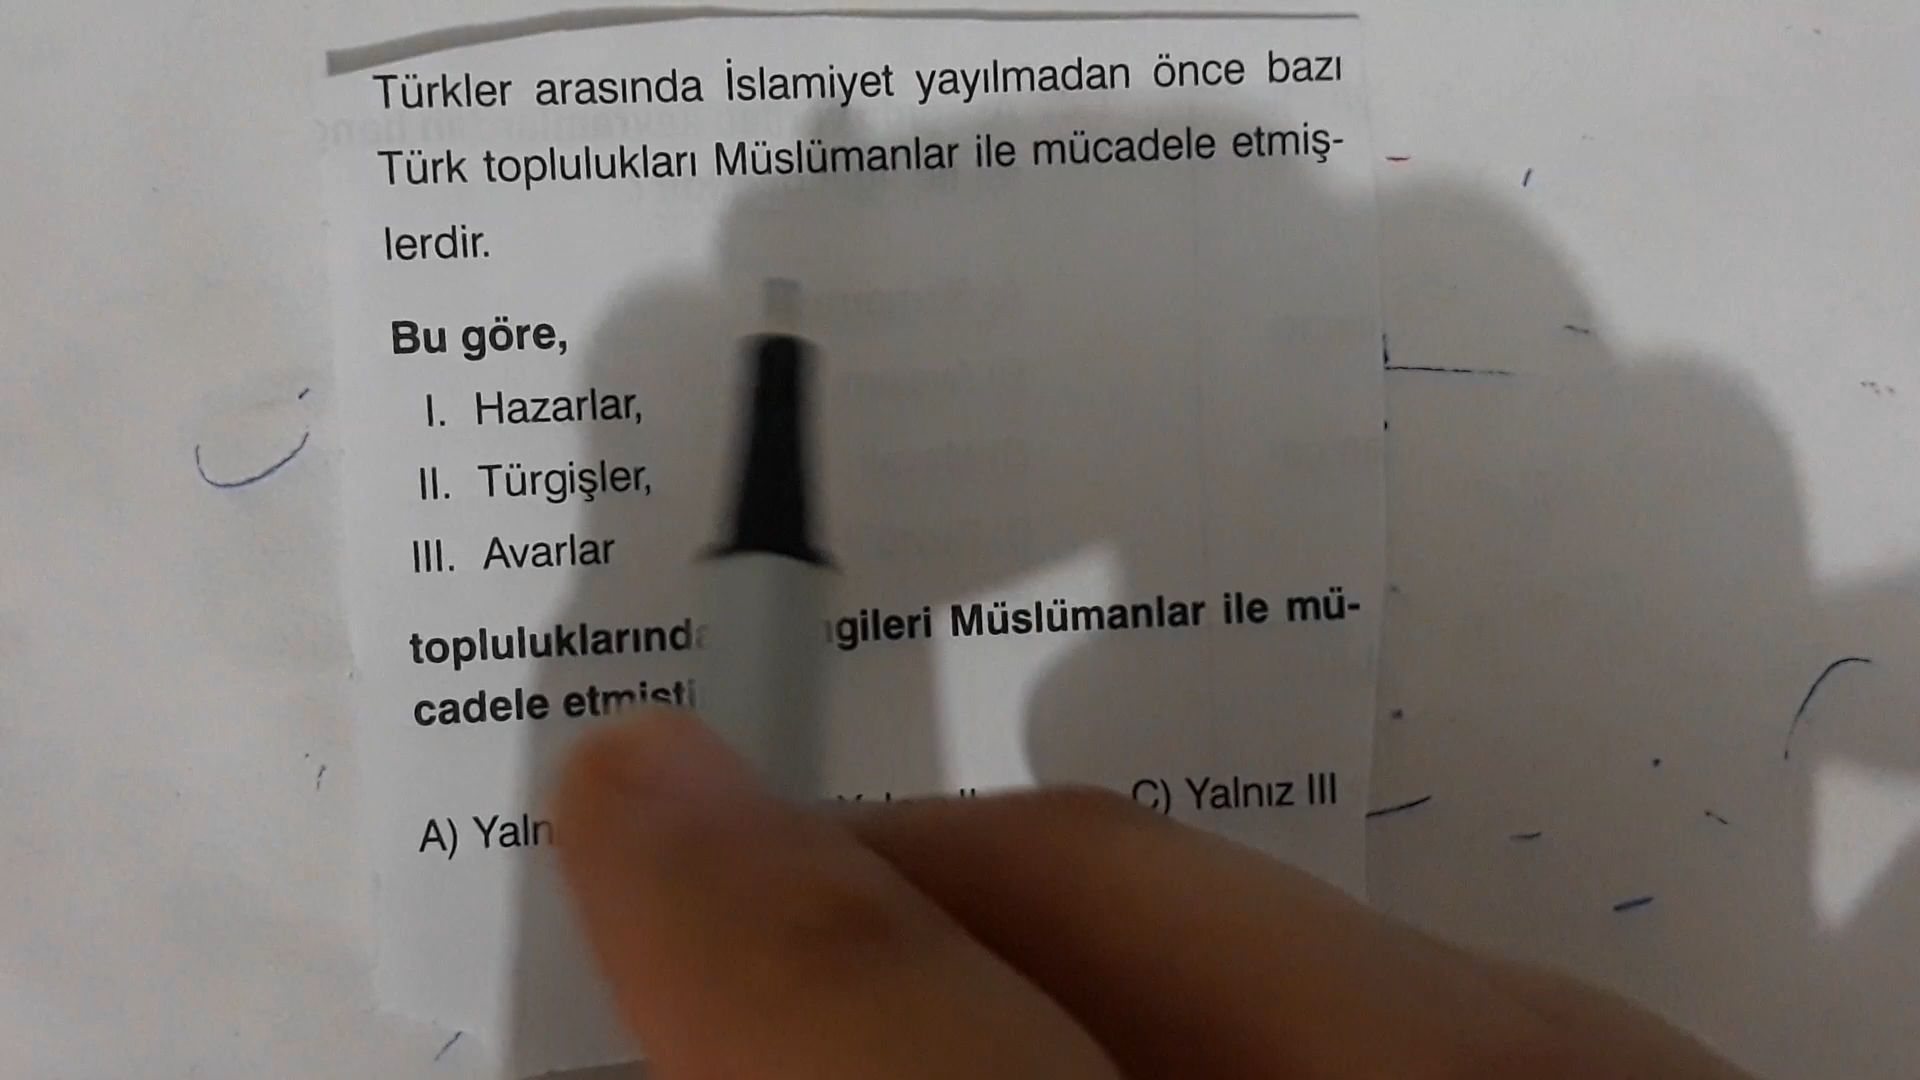 Türkler arasında İslamiyet yayılmadan önce bazı
Türk toplulukları Müslümanlar ile mücadele etmiş-
lerdir.
Bu göre,
I. Hazarlar,
II. Türgişler,
III. Avarlar
Müslümanlar ile mü-
cadele
A) C) Yalnız III